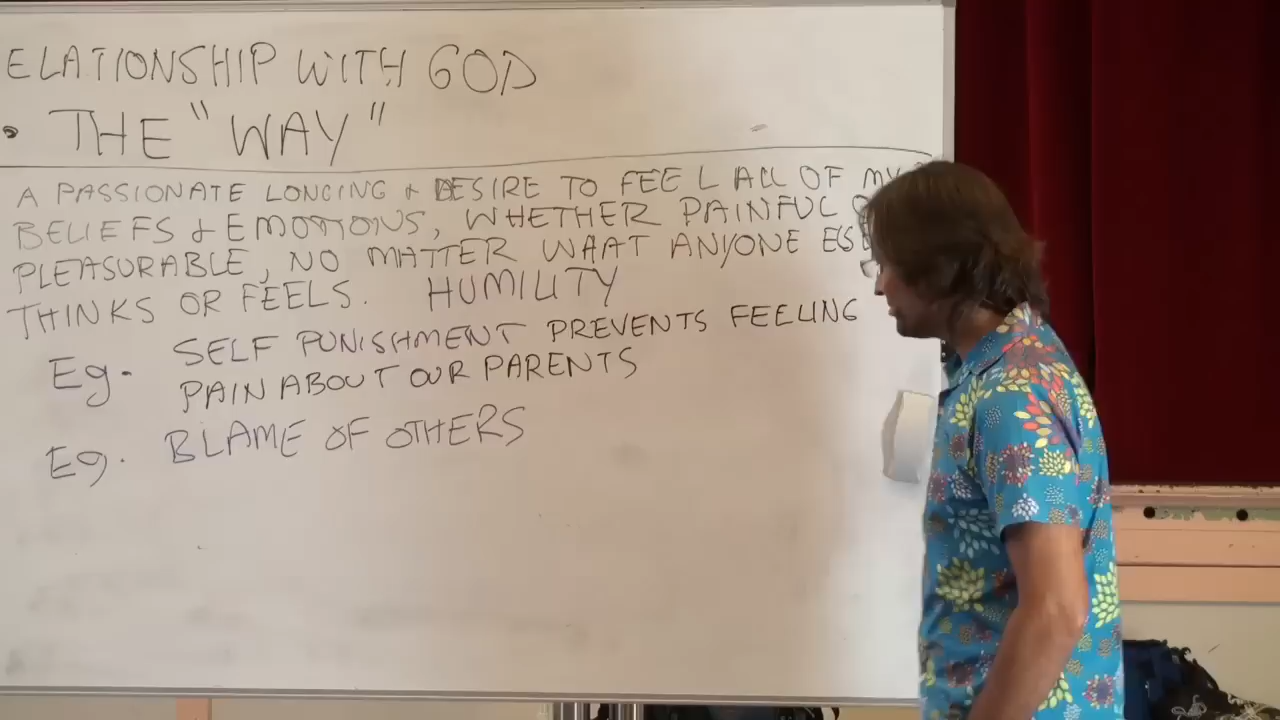 ELATIONSHIP WITH GOD
• THE "WAY"
A PASSIONATE LONGING & DESIRE TO FEEL ALL OF MY
BELIEFS & EMOTIONS, WHETHER PAINFUL O
PLEASURABLE, NO MATTER WHAT ANYONE ESE
THINKS OR FEELS. HUMILITY
Eg. SELF PUNISHMENT PREVENTS FEELING
PAIN ABOUT OUR PARENTS
Eg. BLAME OF OTHERS